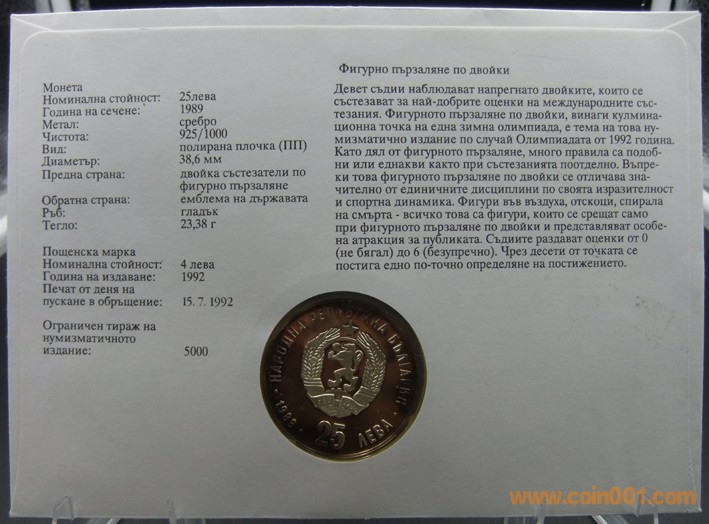 Монета
Номинална стойност: 25лева
Година на сечене: 1989
Метал: сребро
Чистота: 925/1000
Вид: полирана плочка (ПП)
Диаметър: 38,6 мм
Предна страна: двойка състезатели по
фигурно пързаляне
Обратна страна: емблема на държавата
Ръб: гладък
Тегло: 23,38 г
Пощенска марка
Номинална стойност: 4 лева
Година на издаване: 1992
Печат от деня на
пускане в обръщение: 15. 7. 1992
Ограничен тираж на
нумизматичното
издание: 5000
Фигурно пързаляне по двойки
Девет съдии наблюдават напрегнато двойките, които се
състезават за най-добрите оценки на международните със-
тезания. Фигурното пързаляне по двойки, винаги кулмина-
ционна точка на една зимна олимпиада, е тема на това ну-
мизматично издание по случай Олимпиадата от 1992 година.
Като дял от фигурното пързаляне, много правила са подоб-
ни или еднакви както при състезанията поотделно. Въпре-
ки това фигурното пързаляне по двойки се отличава зна-
чително от единичните дисциплини по своята изразителност
и спортна динамика. Фигури във въздуха, отскоци, спирала
на смърта - всичко това са фигури, които се срещат само
при фигурното пързаляне по двойки и представляват особе-
на атракция за публиката. Съдиите раздават оценки от 0
(не бягал) до 6 (безупречно). Чрез десети от точката се
постига едно по-точно определяне на постижението.
НАРОДНА РЕПУБЛИКА БЪЛГАРИЯ
· 1989 · 25 ЛЕВА ·
www.coin001.com